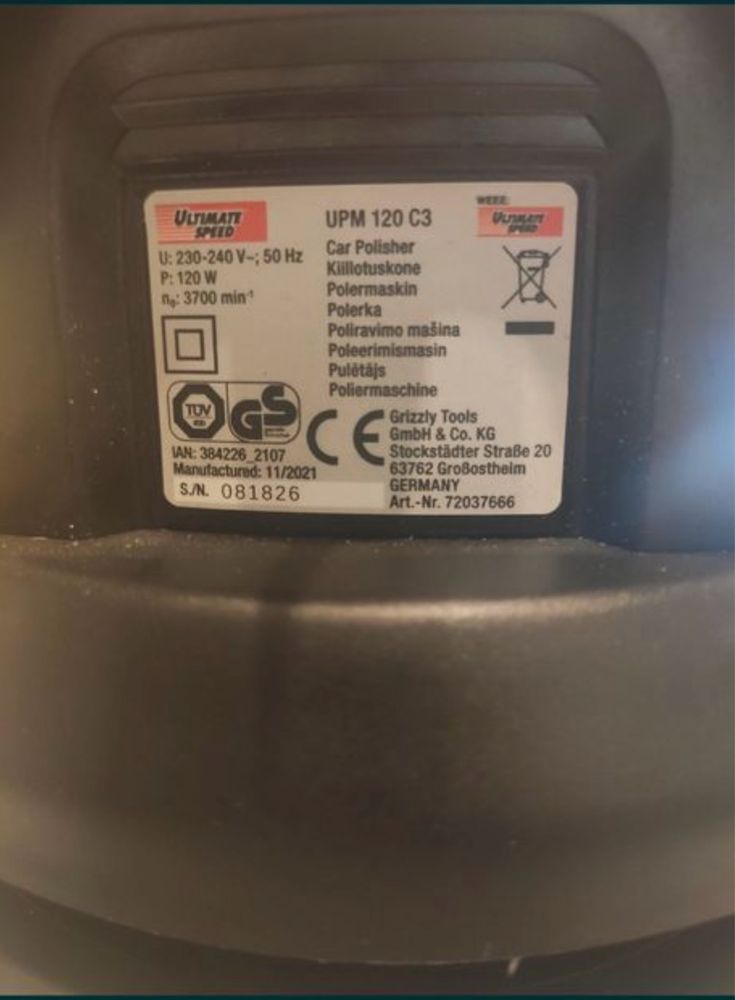 ULTIMATE
SPEED
U: 230-240 V~; 50 Hz
P: 120 W
n₀: 3700 min⁻¹
UPM 120 C3
Car Polisher
Kiillotuskone
Polermaskin
Polerka
Poliravimo mašina
Poleerimismasin
Pulētājs
Poliermaschine
WEEE:
ULTIMATE
SPEED
TÜV
GS
CE
IAN: 384226_2107
Manufactured: 11/2021
S./N. 081826
Grizzly Tools
GmbH & Co. KG
Stockstädter Straße 20
63762 Großostheim
GERMANY
Art.-Nr. 72037666